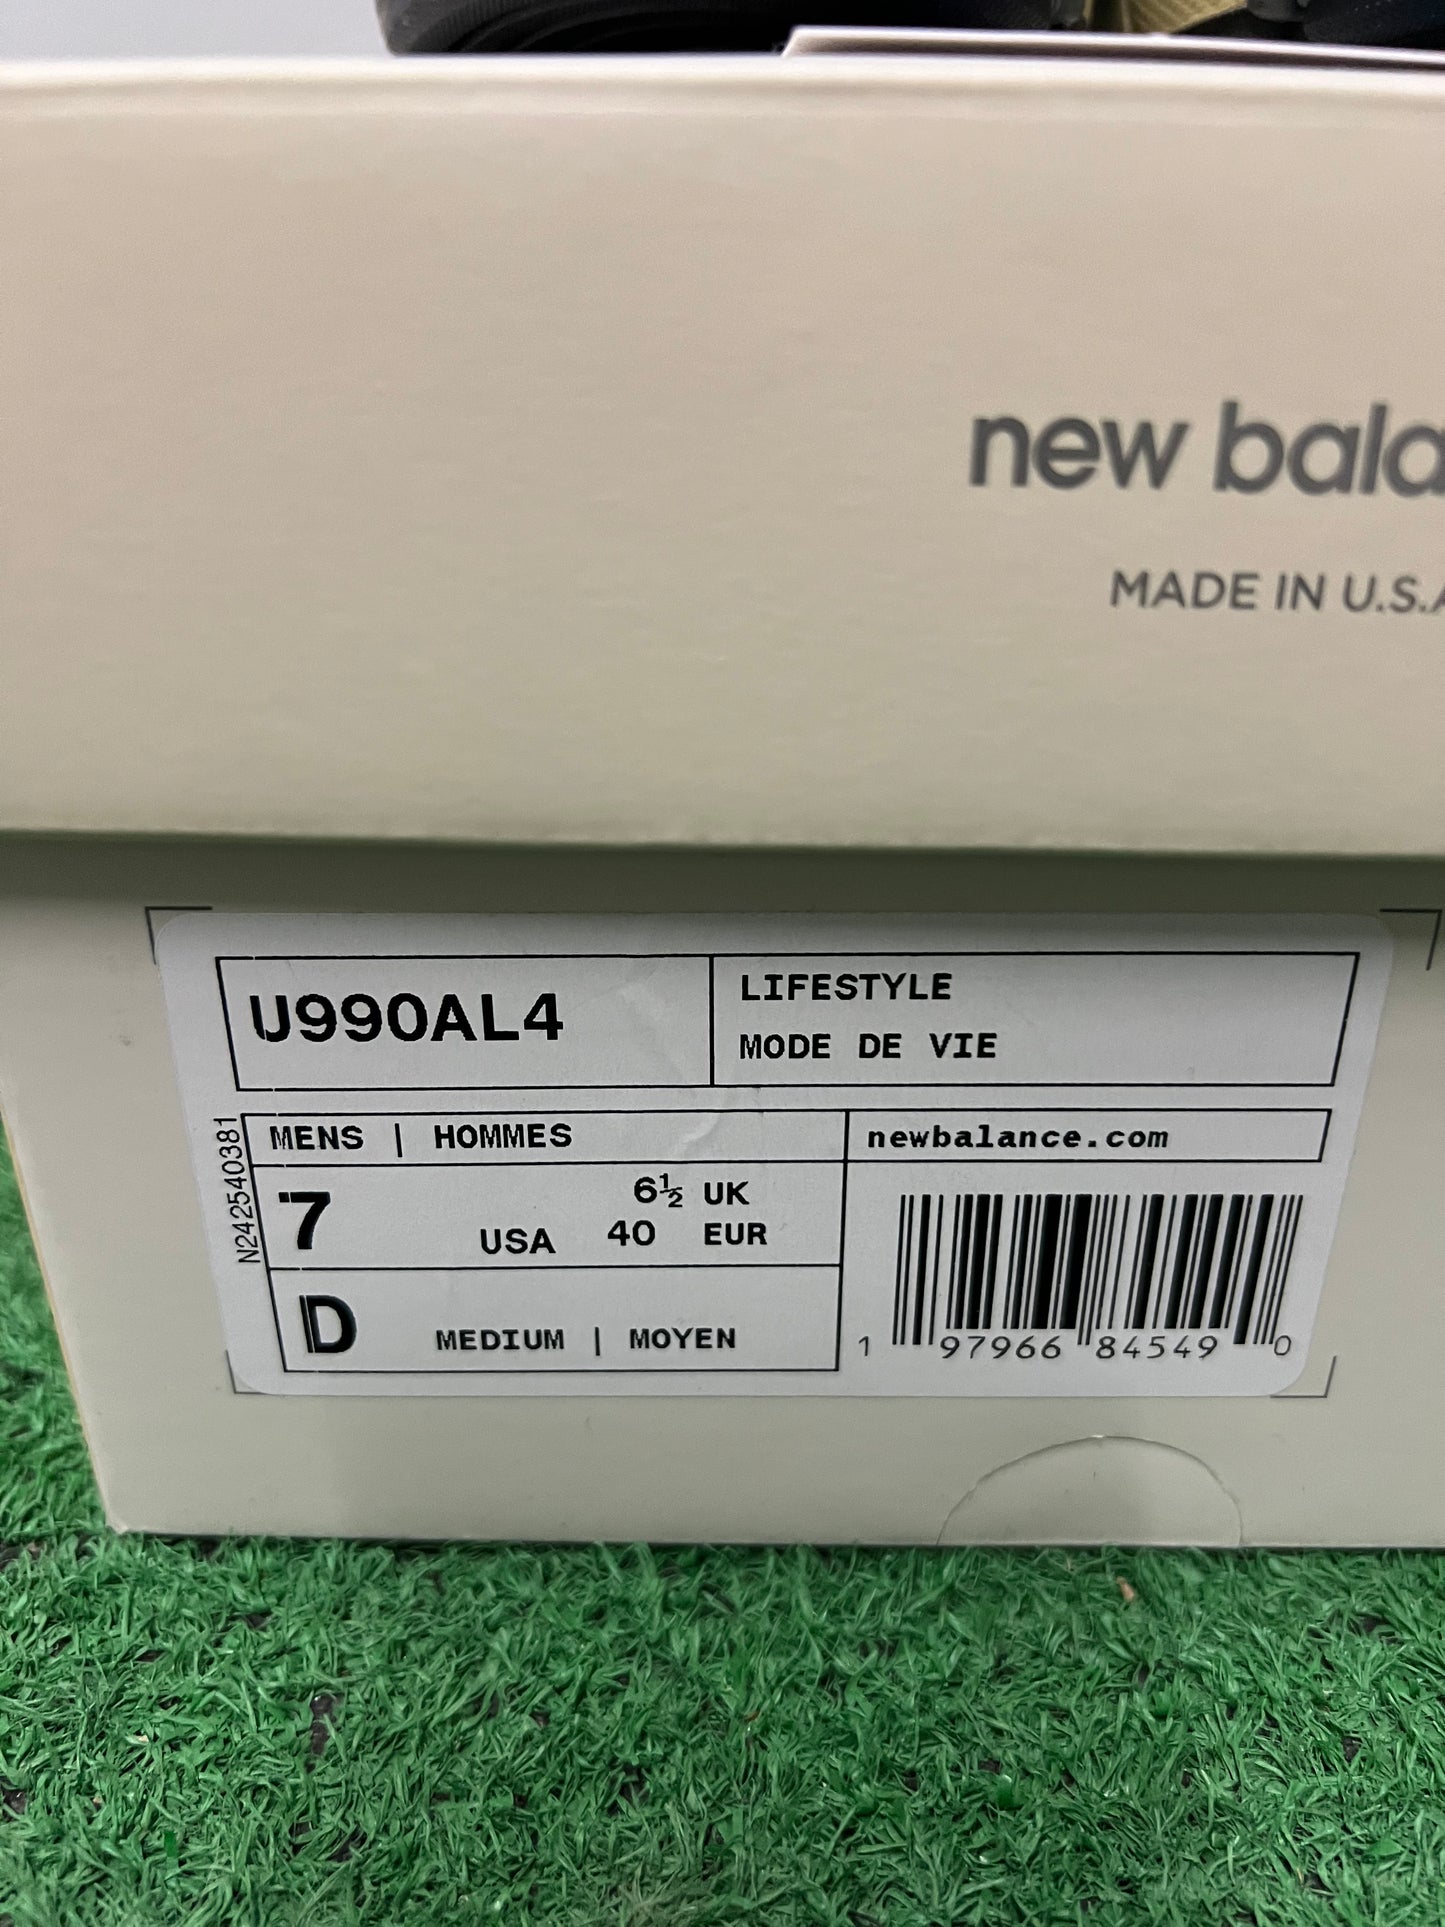 new bala
MADE IN U.S.A
U990AL4
LIFESTYLE
MODE DE VIE
N242540381
MENS | HOMMES
newbalance.com
7 USA
6½ UK
40 EUR
D MEDIUM | MOYEN
1 97966 84549 0